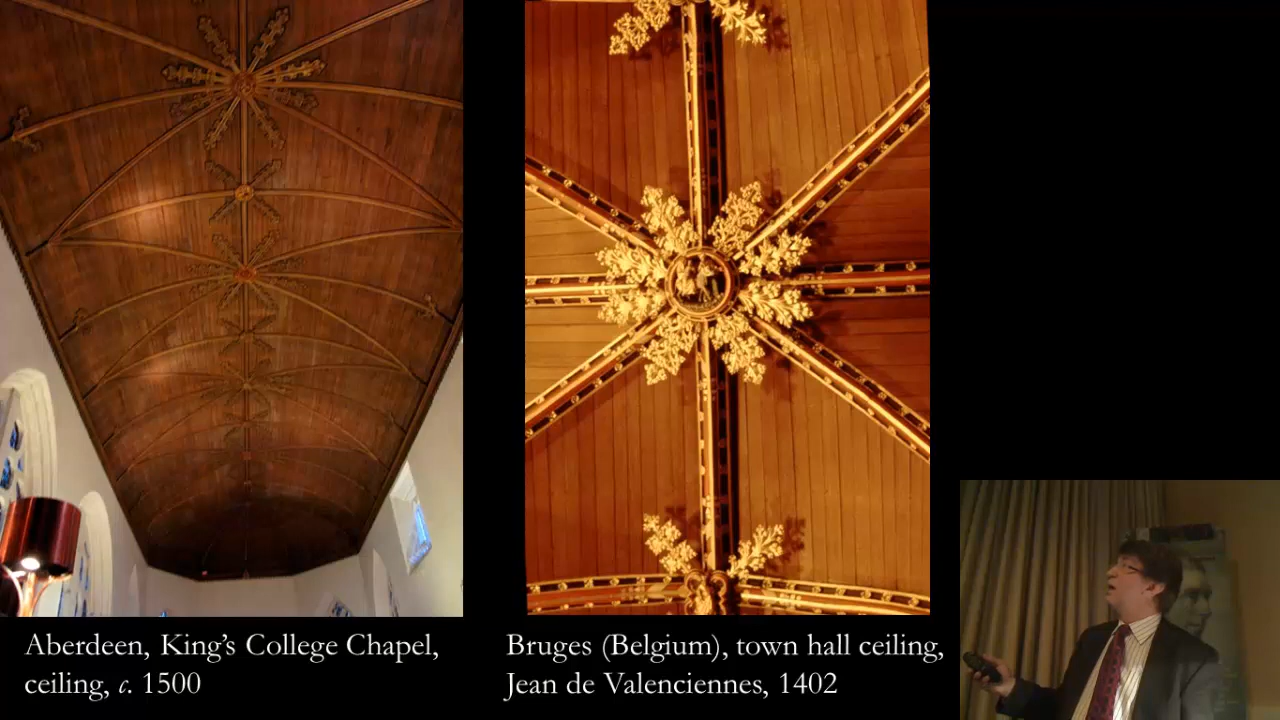 Aberdeen, King's College Chapel,
ceiling, c. 1500
Bruges (Belgium), town hall ceiling,
Jean de Valenciennes, 1402